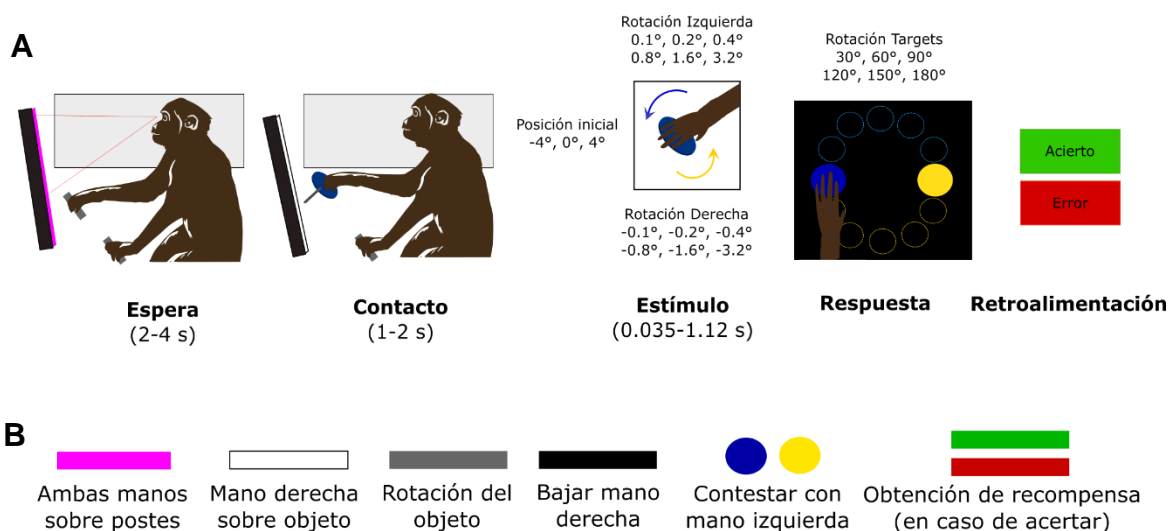 A
Rotación Izquierda
0.1°, 0.2°, 0.4°
0.8°, 1.6°, 3.2°
Rotación Targets
30°, 60°, 90°
120°, 150°, 180°
Posición inicial
-4°, 0°, 4°
Acierto
Error
Rotación Derecha
-0.1°, -0.2°, -0.4°
-0.8°, -1.6°, -3.2°
Espera
(2-4 s)
Contacto
(1-2 s)
Estímulo
(0.035-1.12 s)
Respuesta
Retroalimentación
B
Ambas manos
sobre postes
Mano derecha
sobre objeto
Rotación del
objeto
Bajar mano
derecha
Contestar con
mano izquierda
Obtención de recompensa
(en caso de acertar)